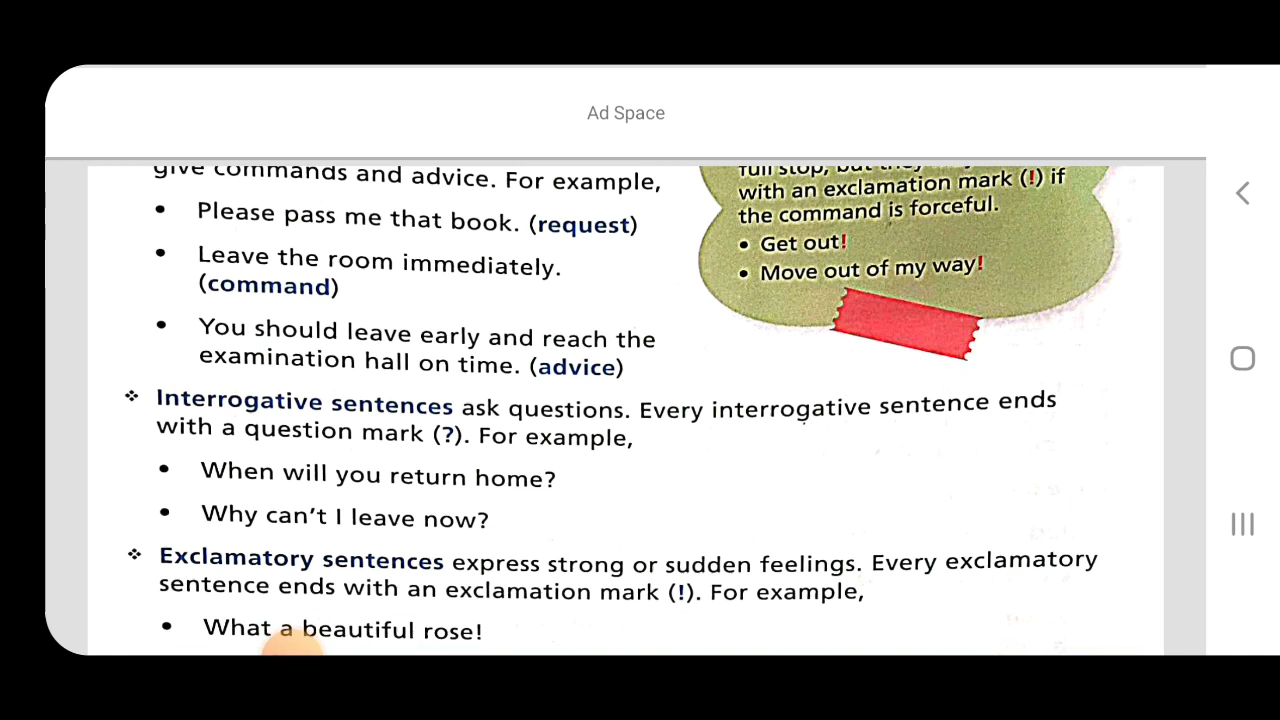 Ad Space
give commands and advice. For example,
• Please pass me that book. (request)
• Leave the room immediately.
(command)
• You should leave early and reach the
examination hall on time. (advice)
full stop, but they
with an exclamation mark (!) if
the command is forceful.
• Get out!
• Move out of my way!
❖ Interrogative sentences ask questions. Every interrogative sentence ends
with a question mark (?). For example,
• When will you return home?
• Why can't I leave now?
❖ Exclamatory sentences express strong or sudden feelings. Every exclamatory
sentence ends with an exclamation mark (!). For example,
• What a beautiful rose!